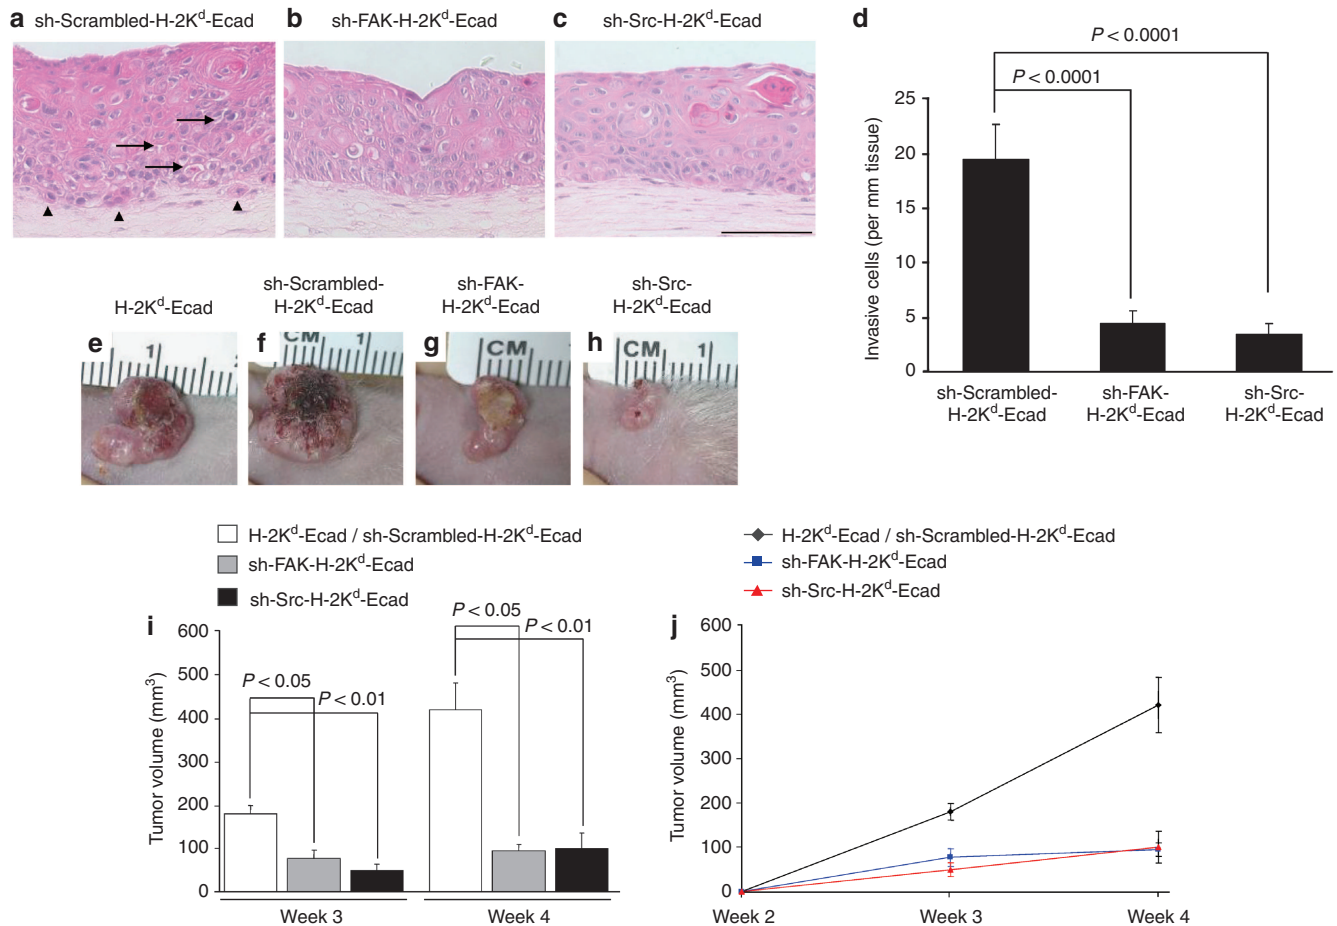 a sh-Scrambled-H-2Kᵈ-Ecad
b sh-FAK-H-2Kᵈ-Ecad
c sh-Src-H-2Kᵈ-Ecad
d
P < 0.0001
P < 0.0001
Invasive cells (per mm tissue)
25
20
15
10
5
0
sh-Scrambled-
H-2Kᵈ-Ecad
sh-FAK-
H-2Kᵈ-Ecad
sh-Src-
H-2Kᵈ-Ecad
H-2Kᵈ-Ecad
sh-Scrambled-
H-2Kᵈ-Ecad
sh-FAK-
H-2Kᵈ-Ecad
sh-Src-
H-2Kᵈ-Ecad
e 1
f CM 1
g CM
h CM 1
H-2Kᵈ-Ecad / sh-Scrambled-H-2Kᵈ-Ecad
sh-FAK-H-2Kᵈ-Ecad
sh-Src-H-2Kᵈ-Ecad
i
P < 0.05
P < 0.01
P < 0.05
P < 0.01
Tumor volume (mm³)
600
500
400
300
200
100
0
Week 3
Week 4
H-2Kᵈ-Ecad / sh-Scrambled-H-2Kᵈ-Ecad
sh-FAK-H-2Kᵈ-Ecad
sh-Src-H-2Kᵈ-Ecad
j
Tumor volume (mm³)
600
500
400
300
200
100
0
Week 2
Week 3
Week 4